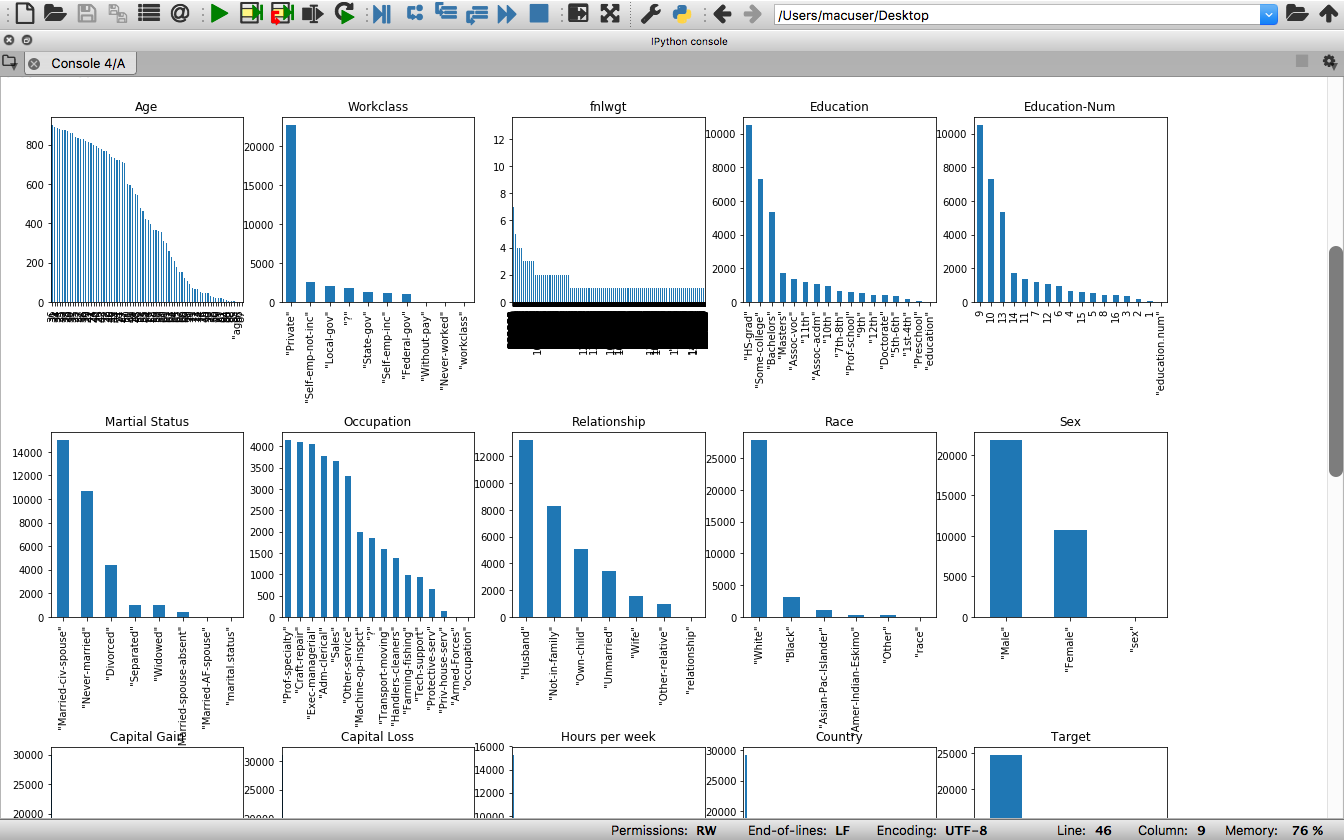 /Users/macuser/Desktop
IPython console
Console 4/A
Age
800
600
400
200
0
"age"
Workclass
20000
15000
10000
5000
0
"Private"
"Self-emp-not-inc"
"Local-gov"
"?"
"State-gov"
"Self-emp-inc"
"Federal-gov"
"Without-pay"
"Never-worked"
"workclass"
fnlwgt
12
10
8
6
4
2
0
Education
10000
8000
6000
4000
2000
0
"HS-grad"
"Some-college"
"Bachelors"
"Masters"
"Assoc-voc"
"11th"
"Assoc-acdm"
"10th"
"7th-8th"
"Prof-school"
"9th"
"12th"
"Doctorate"
"5th-6th"
"1st-4th"
"Preschool"
"education"
Education-Num
10000
8000
6000
4000
2000
0
9
10
13
14
11
7
12
6
4
15
5
8
16
3
2
1
"education.num"
Martial Status
14000
12000
10000
8000
6000
4000
2000
0
"Married-civ-spouse"
"Never-married"
"Divorced"
"Separated"
"Widowed"
"Married-spouse-absent"
"Married-AF-spouse"
"marital.status"
Occupation
4000
3500
3000
2500
2000
1500
1000
500
0
"Prof-specialty"
"Craft-repair"
"Exec-managerial"
"Adm-clerical"
"Sales"
"Other-service"
"Machine-op-inspct"
"?"
"Transport-moving"
"Handlers-cleaners"
"Farming-fishing"
"Tech-support"
"Protective-serv"
"Priv-house-serv"
"Armed-Forces"
"occupation"
Relationship
12000
10000
8000
6000
4000
2000
0
"Husband"
"Not-in-family"
"Own-child"
"Unmarried"
"Wife"
"Other-relative"
"relationship"
Race
25000
20000
15000
10000
5000
0
"White"
"Black"
"Asian-Pac-Islander"
"Amer-Indian-Eskimo"
"Other"
"race"
Sex
20000
15000
10000
5000
0
"Male"
"Female"
"sex"
Capital Gain
30000
25000
20000
Capital Loss
30000
25000
20000
Hours per week
16000
14000
12000
10000
Country
30000
25000
20000
Target
25000
20000
Permissions: RW End-of-lines: LF Encoding: UTF-8 Line: 46 Column: 9 Memory: 76 %